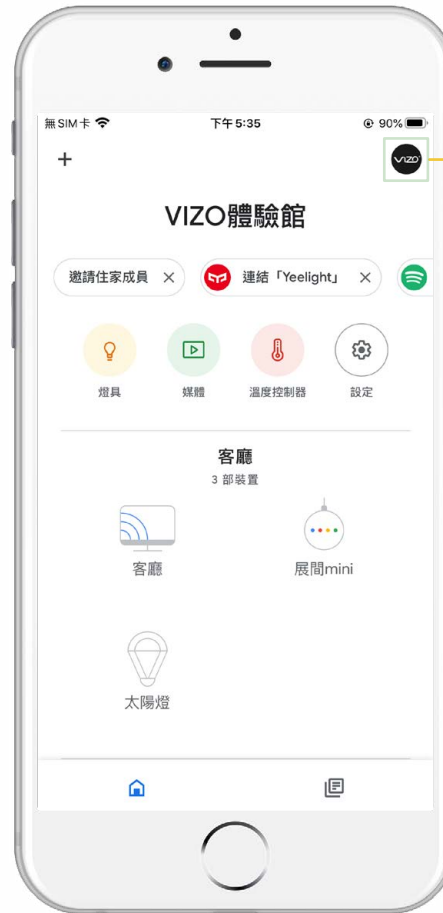 無SIM卡 下午5:35 90%
+
VIZO
VIZO體驗館
邀請住家成員 × 連結「Yeelight」 ×
燈具 媒體 溫度控制器 設定
客廳
3 部裝置
客廳 展間mini
太陽燈